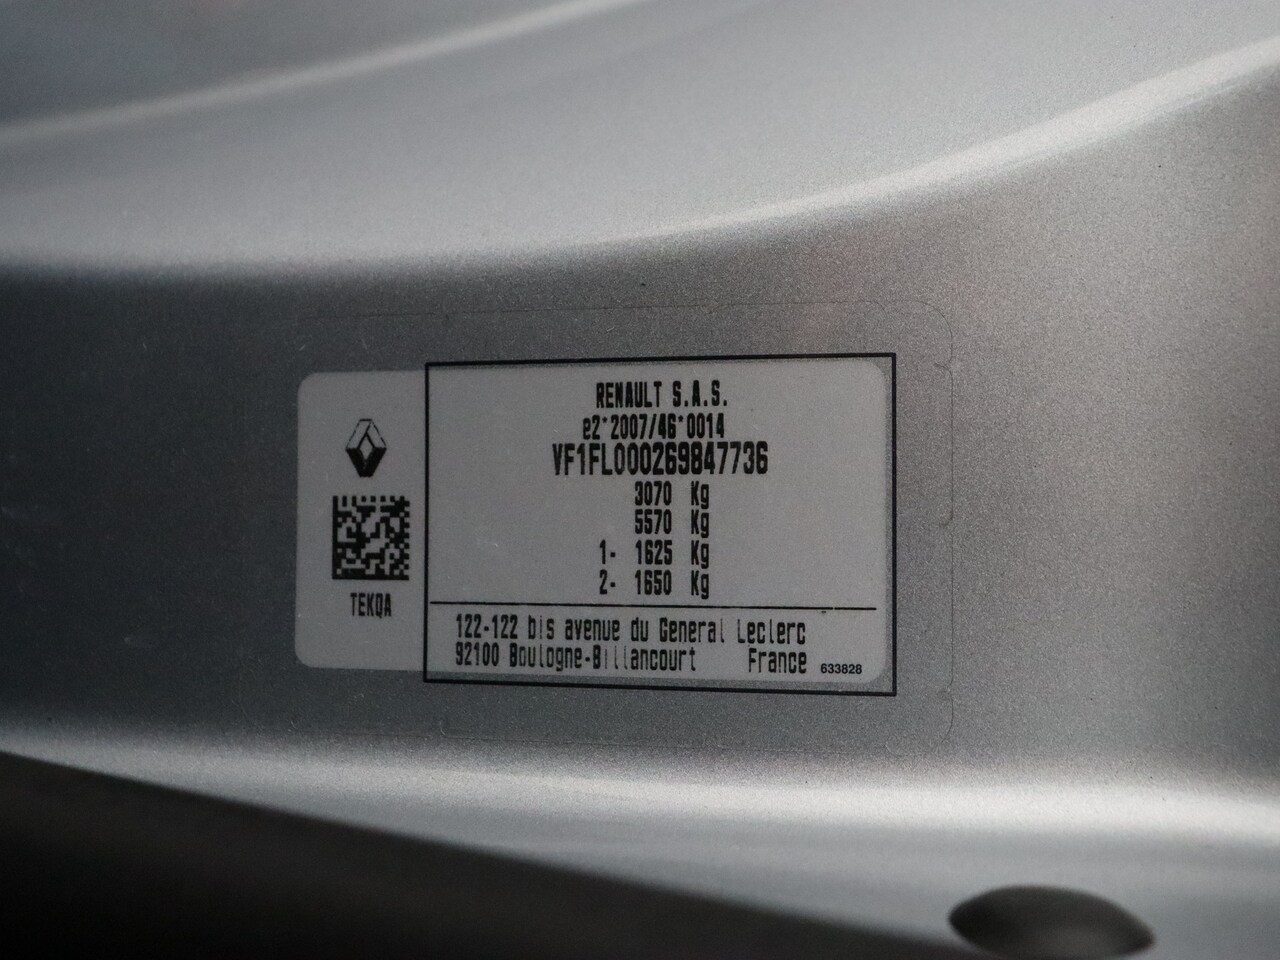 RENAULT S.A.S.
e2*2007/46*0014
VF1FL000269847736
3070 Kg
5570 Kg
1- 1625 Kg
2- 1650 Kg
TEKQA
122-122 bis avenue du General Leclerc
92100 Boulogne-Billancourt France 633828